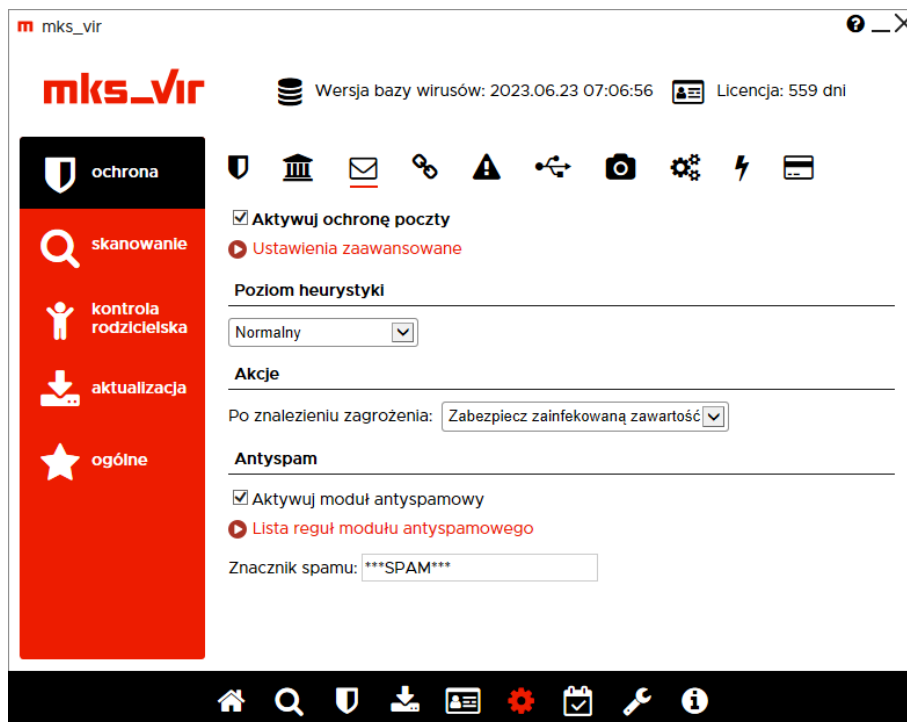 mks_vir
mks_vir
Wersja bazy wirusów: 2023.06.23 07:06:56
Licencja: 559 dni
ochrona
skanowanie
kontrola
rodzicielska
aktualizacja
ogólne
Aktywuj ochronę poczty
Ustawienia zaawansowane
Poziom heurystyki
Normalny
Akcje
Po znalezieniu zagrożenia: Zabezpiecz zainfekowaną zawartość
Antyspam
Aktywuj moduł antyspamowy
Lista reguł modułu antyspamowego
Znacznik spamu: ***SPAM***